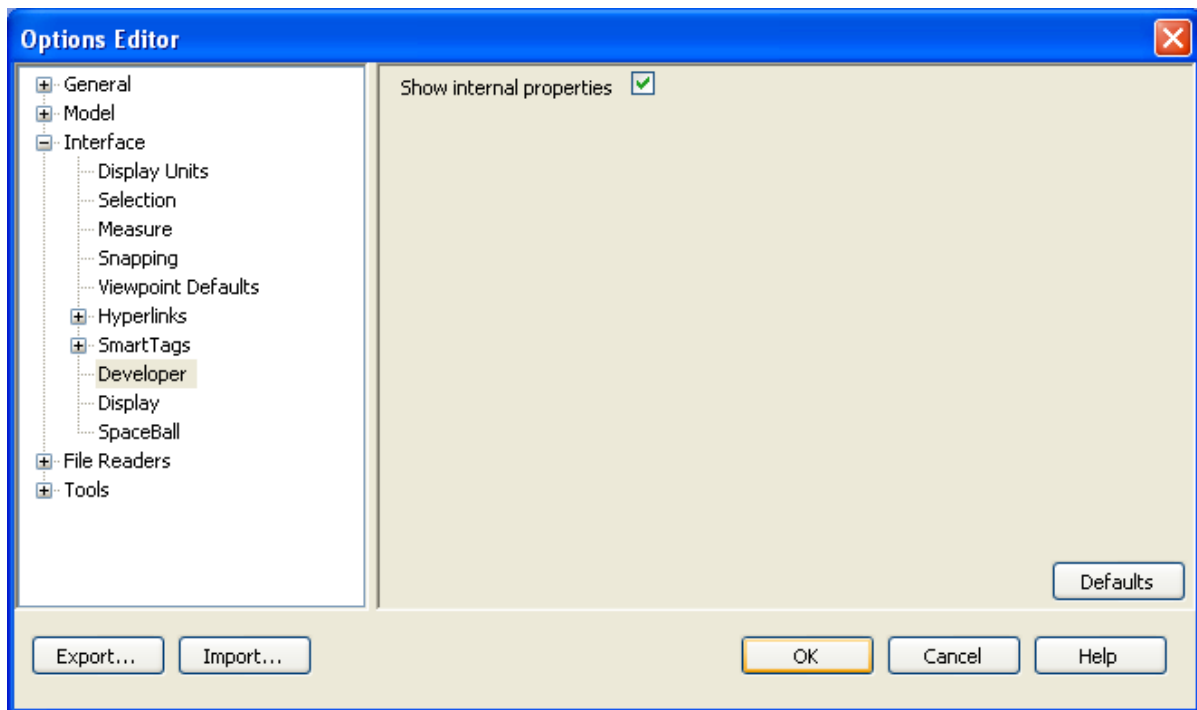 Options Editor
General
Model
Interface
Display Units
Selection
Measure
Snapping
Viewpoint Defaults
Hyperlinks
SmartTags
Developer
Display
SpaceBall
File Readers
Tools
Show internal properties
Defaults
Export...
Import...
OK
Cancel
Help